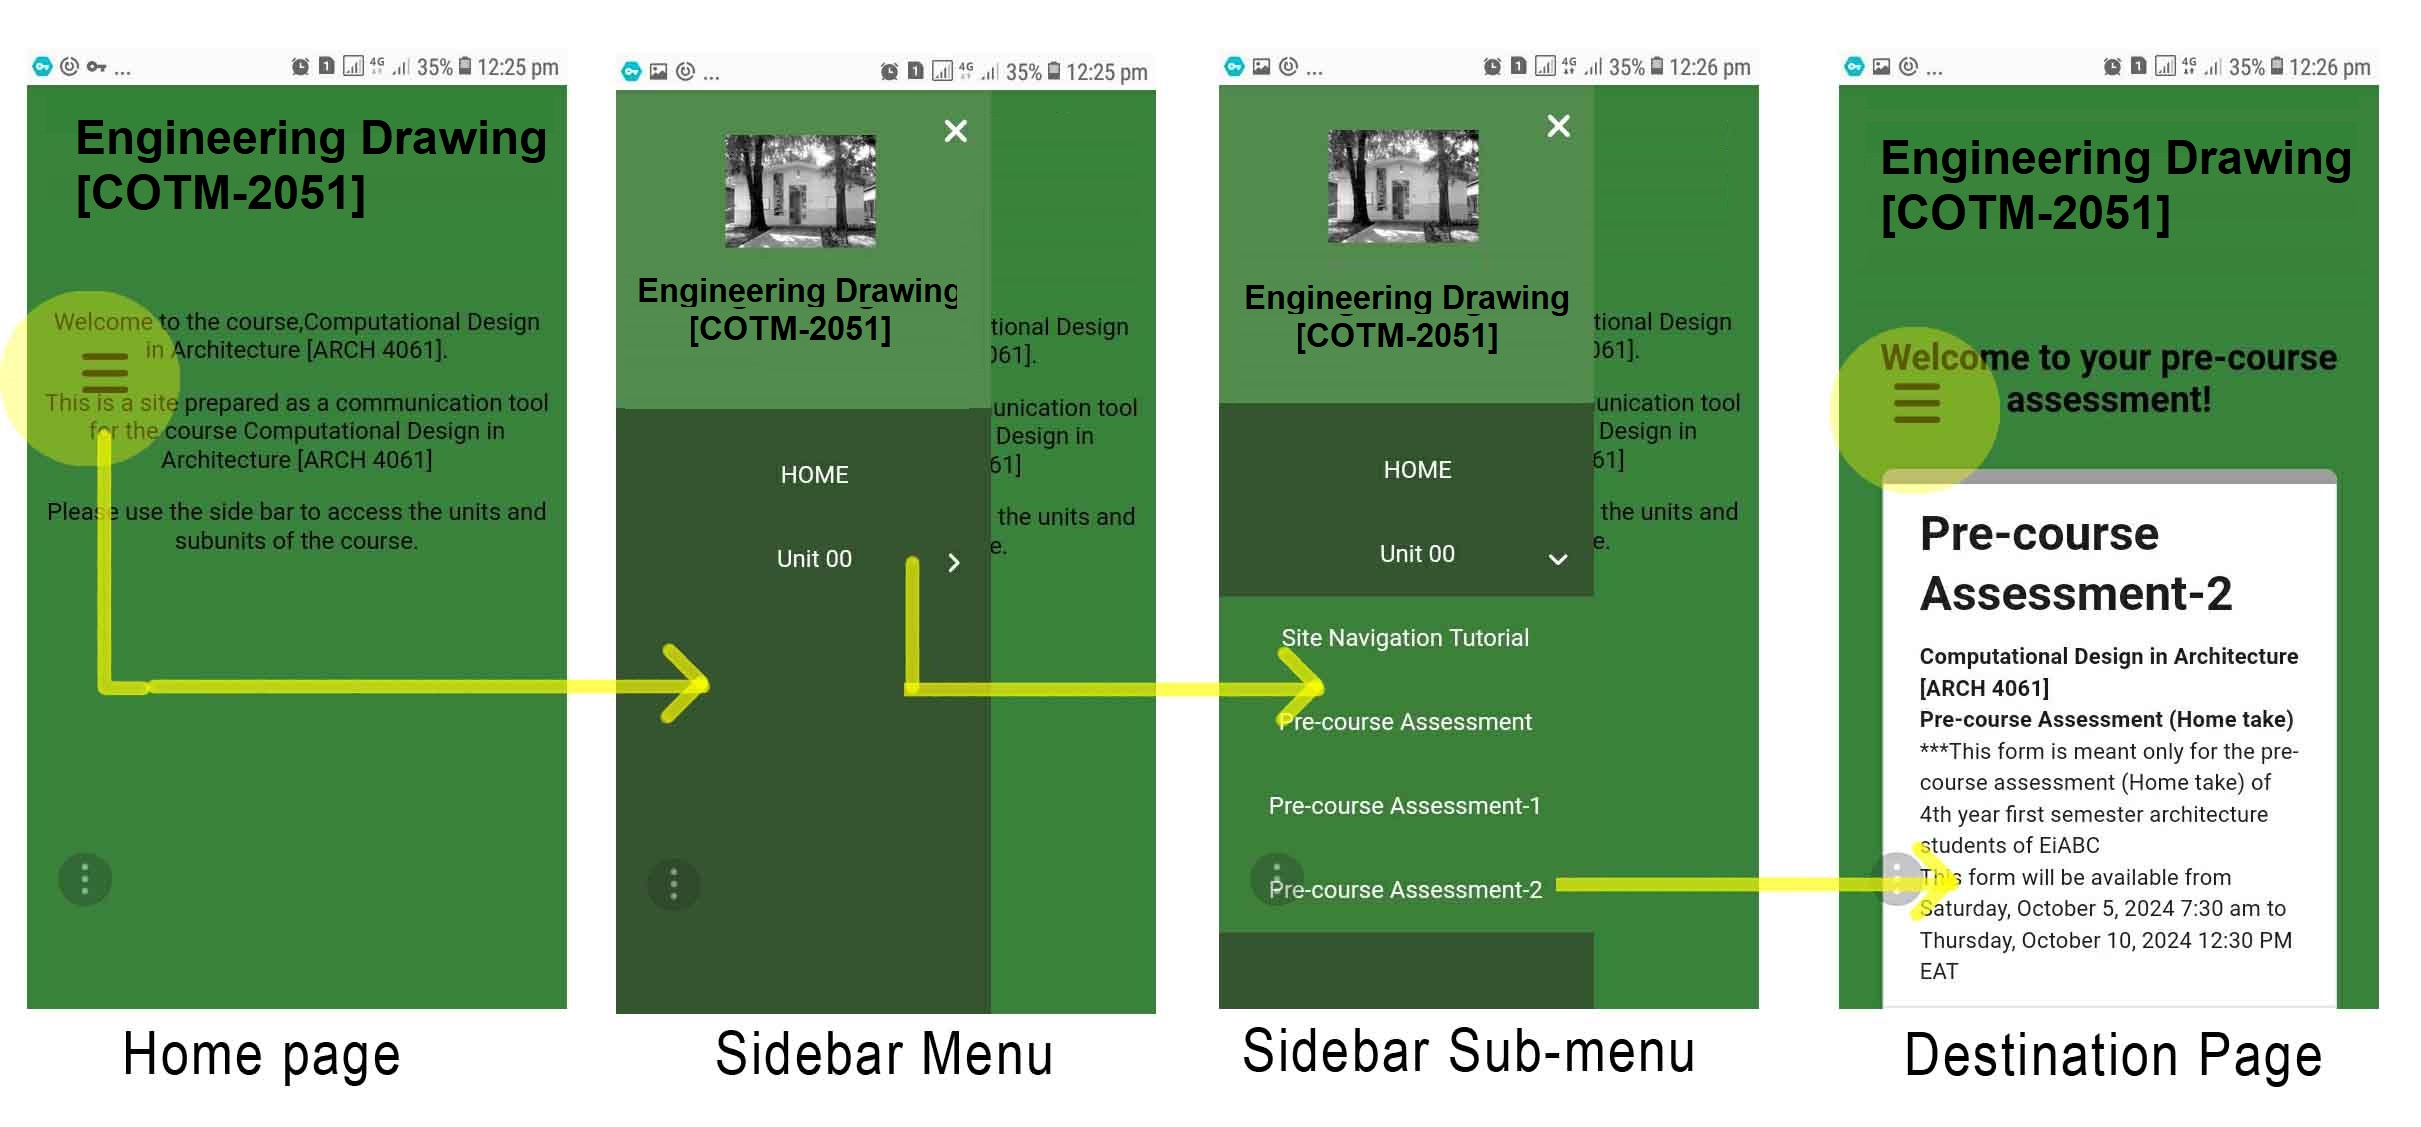 ... 4G 35% 12:25 pm
Engineering Drawing
[COTM-2051]
Welcome to the course,Computational Design
in Architecture [ARCH 4061].
This is a site prepared as a communication tool
for the course Computational Design in
Architecture [ARCH 4061]
Please use the side bar to access the units and
subunits of the course.
Home page
... 4G 35% 12:25 pm
Engineering Drawing
[COTM-2051]
HOME
Unit 00
tional Design
061].
unication tool
Design in
61]
the units and
e.
Sidebar Menu
... 4G 35% 12:26 pm
Engineering Drawing
[COTM-2051]
HOME
Unit 00
Site Navigation Tutorial
Pre-course Assessment
Pre-course Assessment-1
Pre-course Assessment-2
tional Design
061].
unication tool
Design in
61]
the units and
e.
Sidebar Sub-menu
... 4G 35% 12:26 pm
Engineering Drawing
[COTM-2051]
Welcome to your pre-course
assessment!
Pre-course
Assessment-2
Computational Design in Architecture
[ARCH 4061]
Pre-course Assessment (Home take)
***This form is meant only for the pre-
course assessment (Home take) of
4th year first semester architecture
students of EiABC
This form will be available from
Saturday, October 5, 2024 7:30 am to
Thursday, October 10, 2024 12:30 PM
EAT
Destination Page